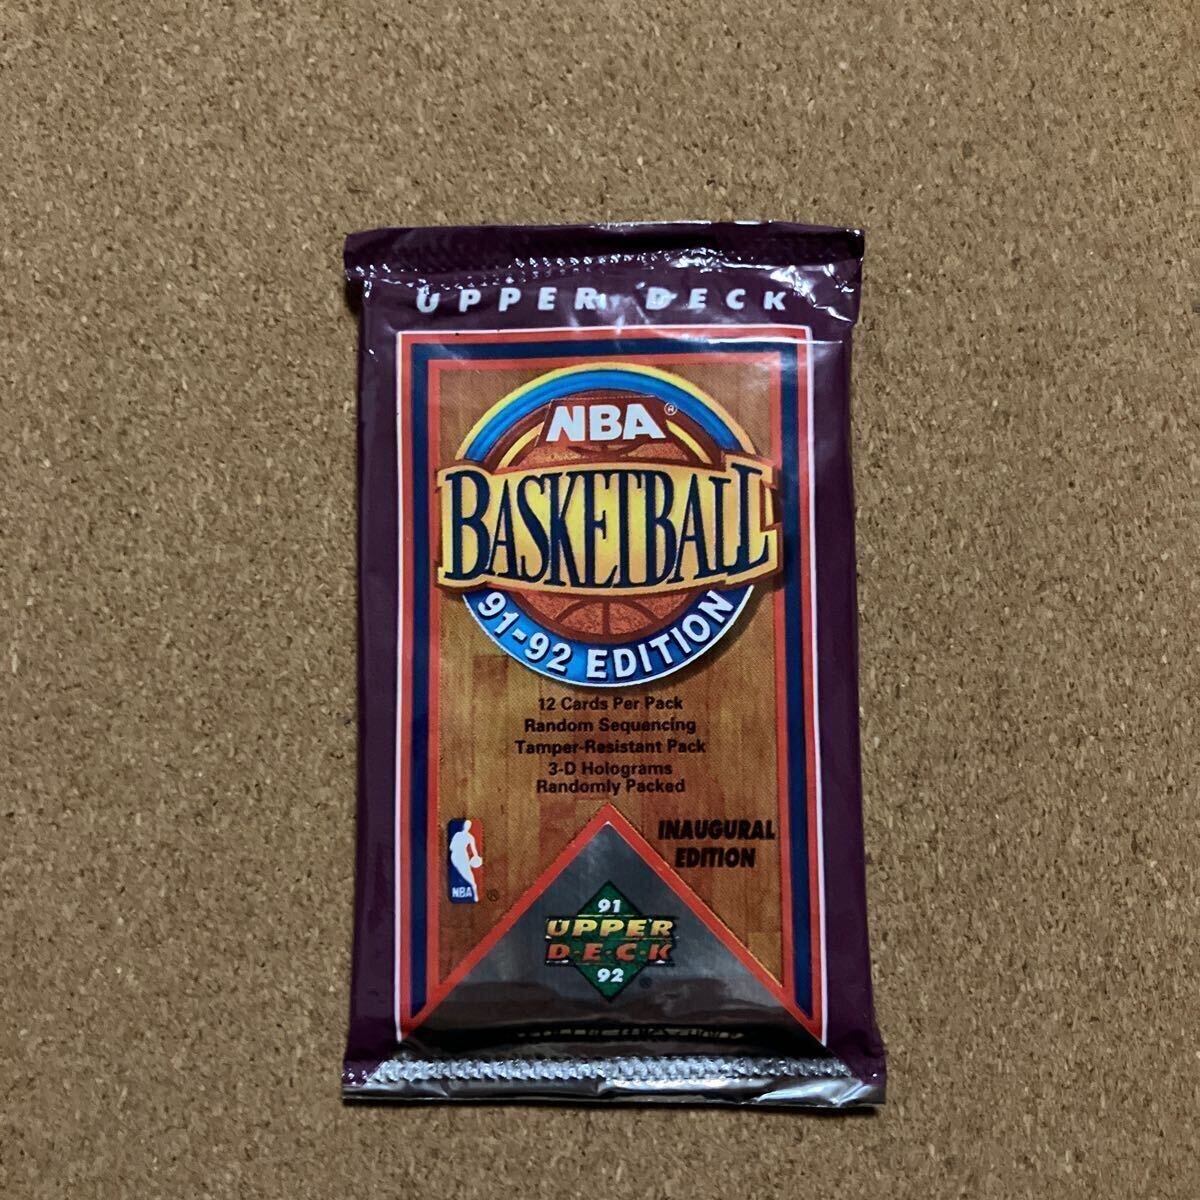 UPPER DECK
NBA®
BASKETBALL
91-92 EDITION
12 Cards Per Pack
Random Sequencing
Tamper-Resistant Pack
3-D Holograms
Randomly Packed
INAUGURAL
EDITION
NBA ®
91
UPPER
D·E·C·K
92 ®